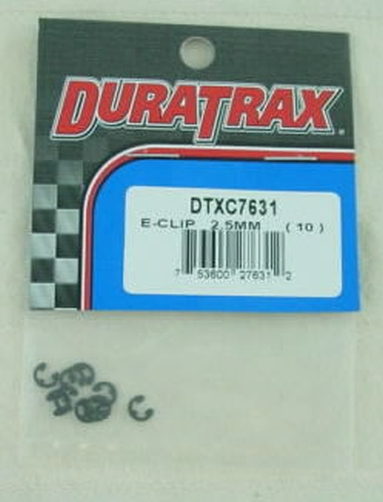 DURATRAX
DTXC7631
E-CLIP 2.5MM (10)
7 53600 27631 2